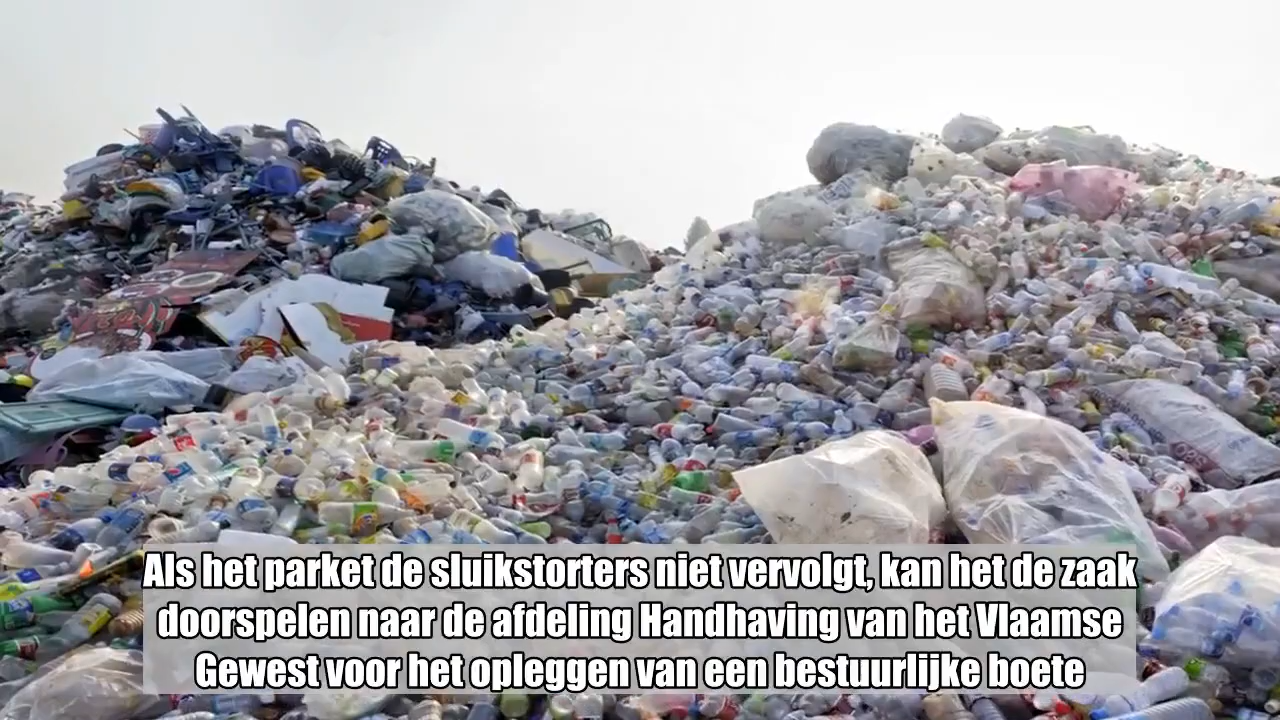 Als het parket de sluikstorters niet vervolgt, kan het de zaak
doorspelen naar de afdeling Handhaving van het Vlaamse
Gewest voor het opleggen van een bestuurlijke boete